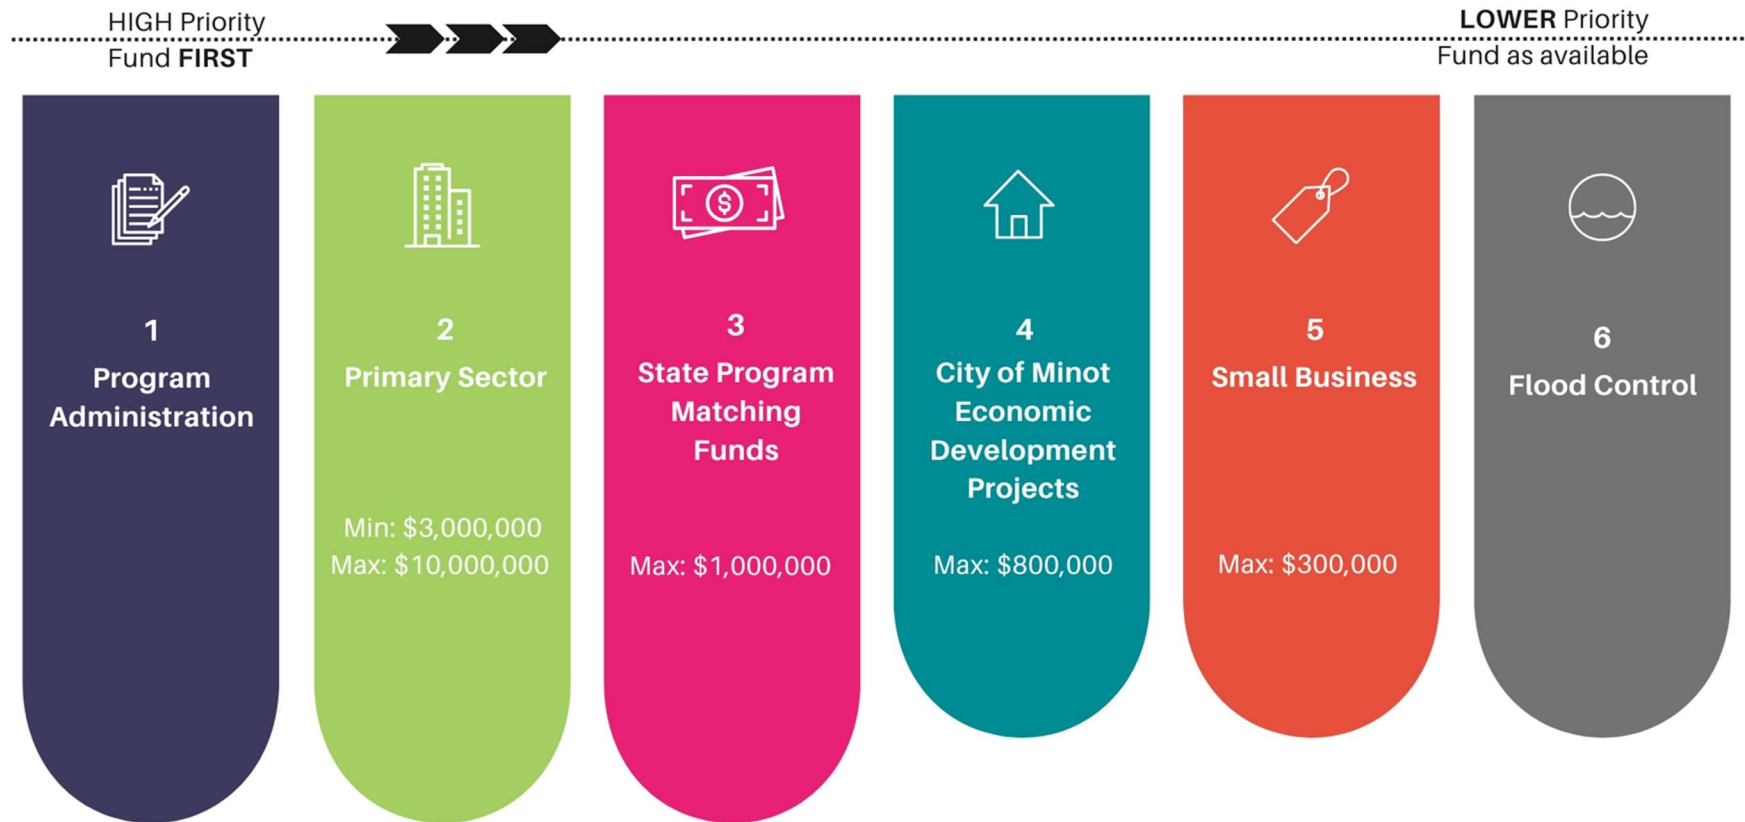 HIGH Priority
Fund FIRST
LOWER Priority
Fund as available
1
Program
Administration
2
Primary Sector
Min: $3,000,000
Max: $10,000,000
3
State Program
Matching
Funds
Max: $1,000,000
4
City of Minot
Economic
Development
Projects
Max: $800,000
5
Small Business
Max: $300,000
6
Flood Control